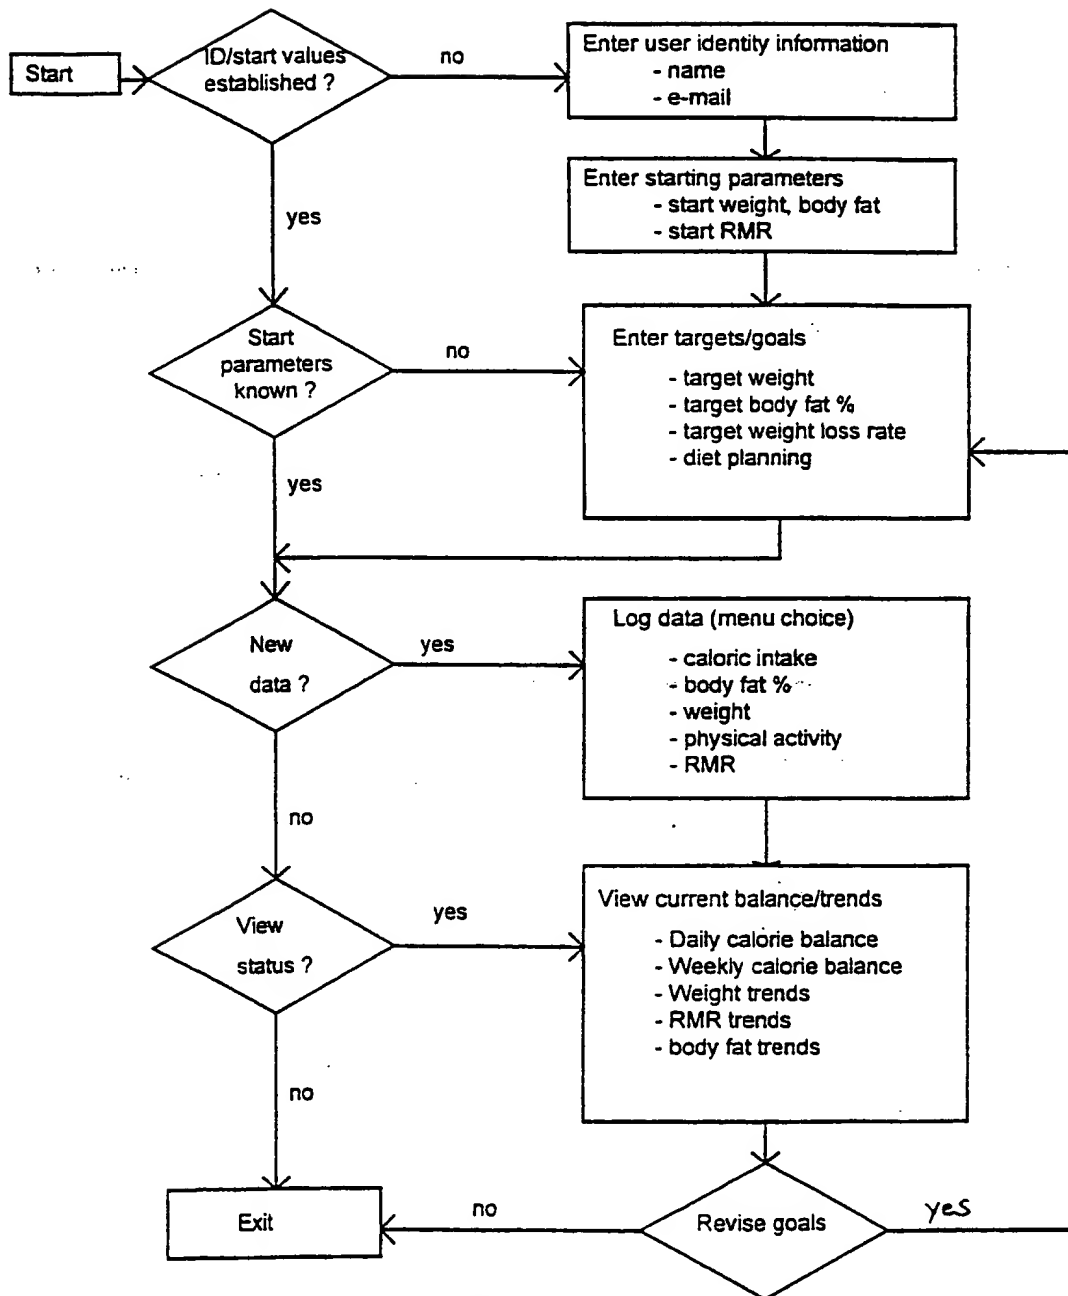 Start
ID/start values
established ?
no
Enter user identity information
- name
- e-mail
yes
Enter starting parameters
- start weight, body fat
- start RMR
Start
parameters
known ?
no
Enter targets/goals
- target weight
- target body fat %
- target weight loss rate
- diet planning
yes
New
data ?
yes
Log data (menu choice)
- caloric intake
- body fat %
- weight
- physical activity
- RMR
no
View
status ?
yes
View current balance/trends
- Daily calorie balance
- Weekly calorie balance
- Weight trends
- RMR trends
- body fat trends
no
Exit
no
Revise goals
yes